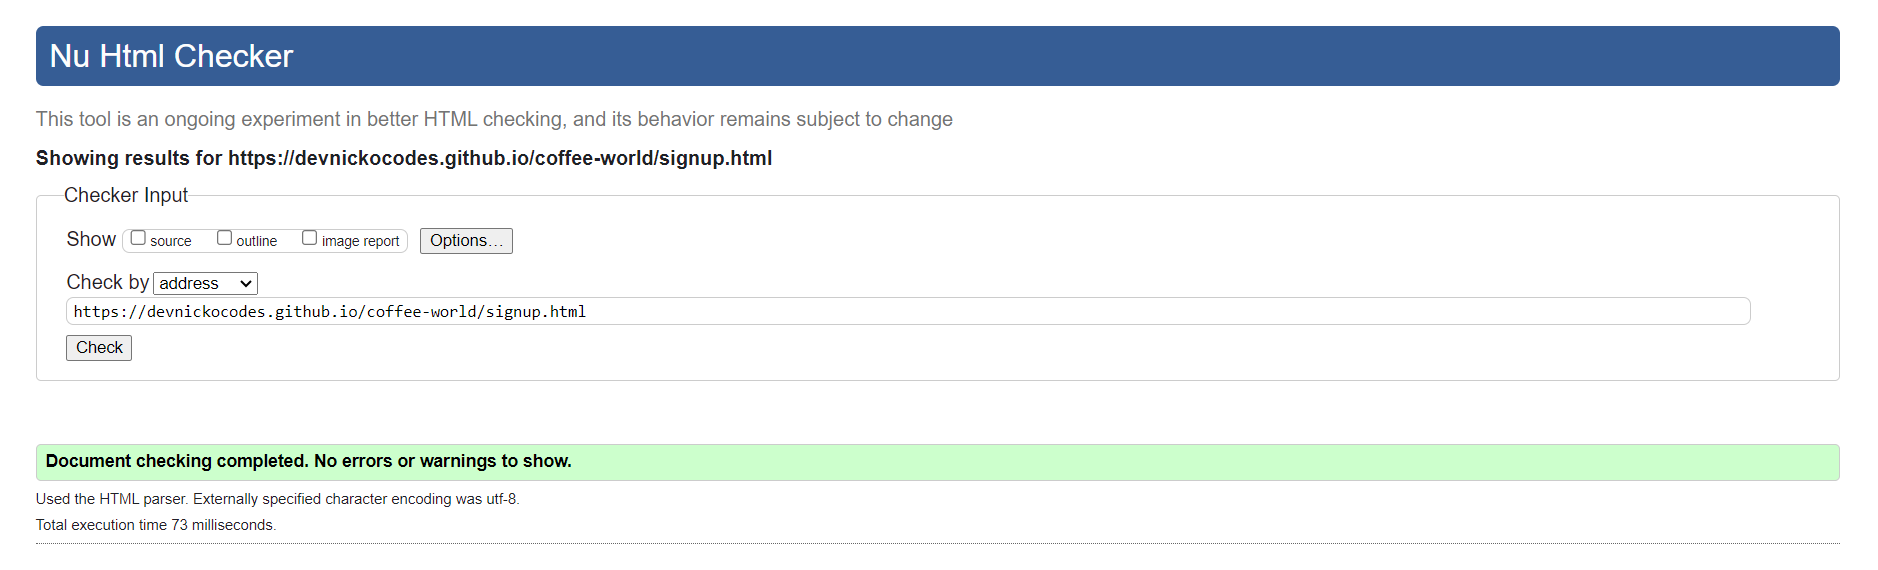 Nu Html Checker
This tool is an ongoing experiment in better HTML checking, and its behavior remains subject to change
Showing results for https://devnickocodes.github.io/coffee-world/signup.html
Checker Input
Show source outline image report Options...
Check by address
https://devnickocodes.github.io/coffee-world/signup.html
Check
Document checking completed. No errors or warnings to show.
Used the HTML parser. Externally specified character encoding was utf-8.
Total execution time 73 milliseconds.